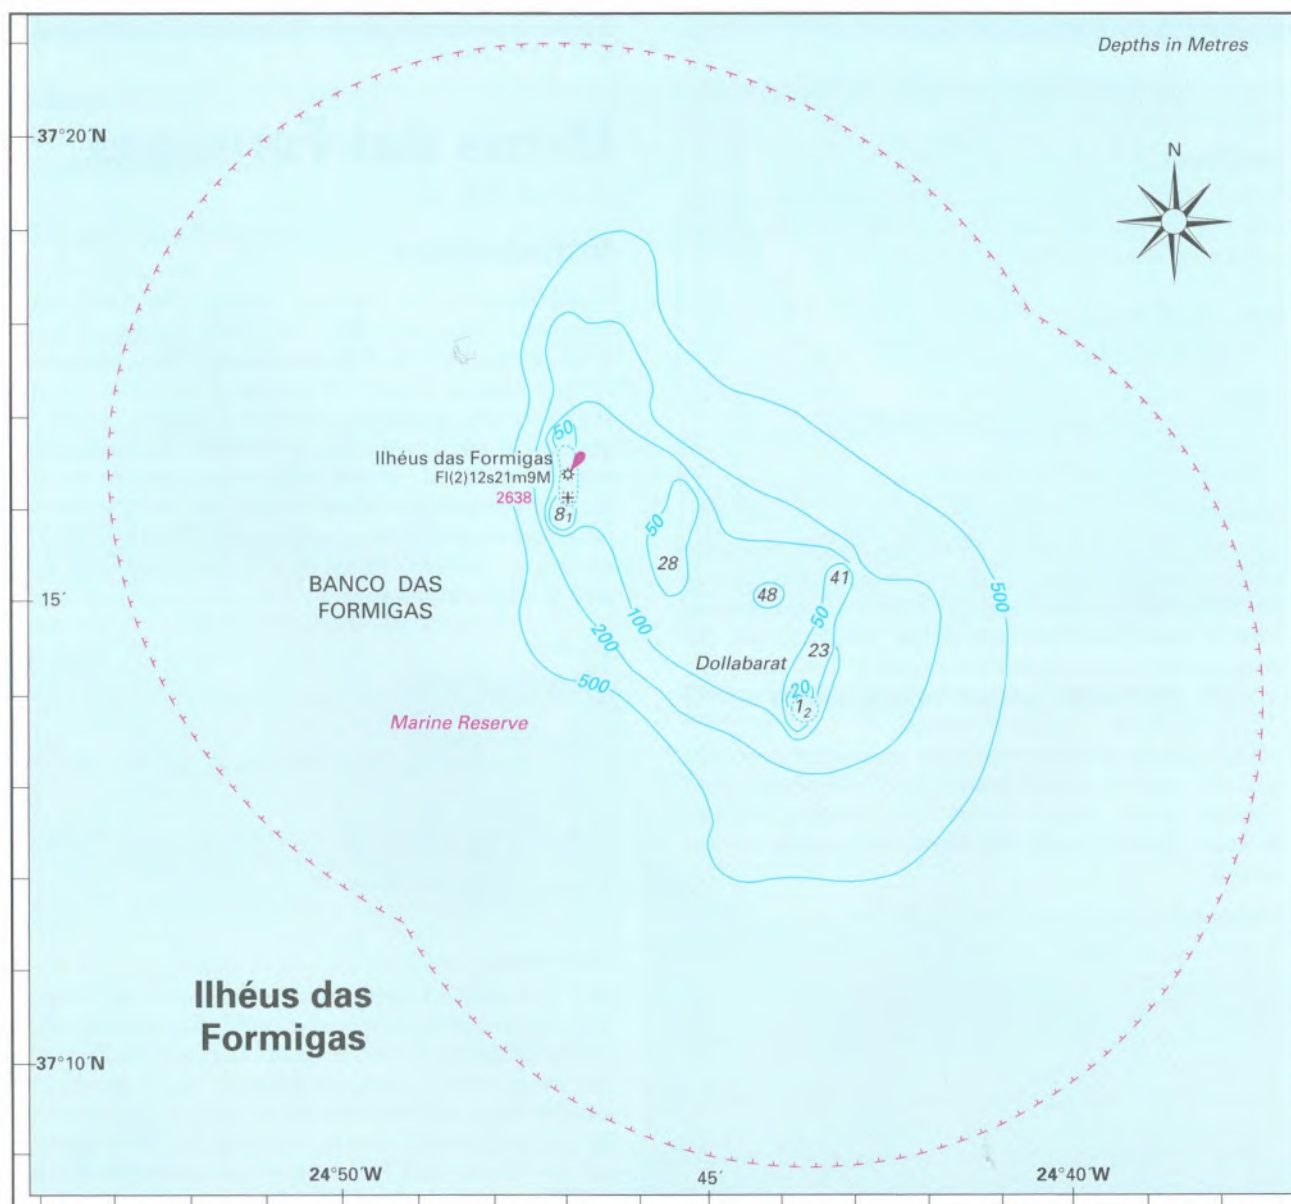 Depths in Metres
37°20´N
N
50
Ilhéus das Formigas
Fl(2)12s21m9M
2638
8₁
50
28
41
48
500
BANCO DAS
FORMIGAS
15´
50
100
200
23
Dollabarat
500
20
1₂
Marine Reserve
Ilhéus das
Formigas
37°10´N
24°50´W
45´
24°40´W